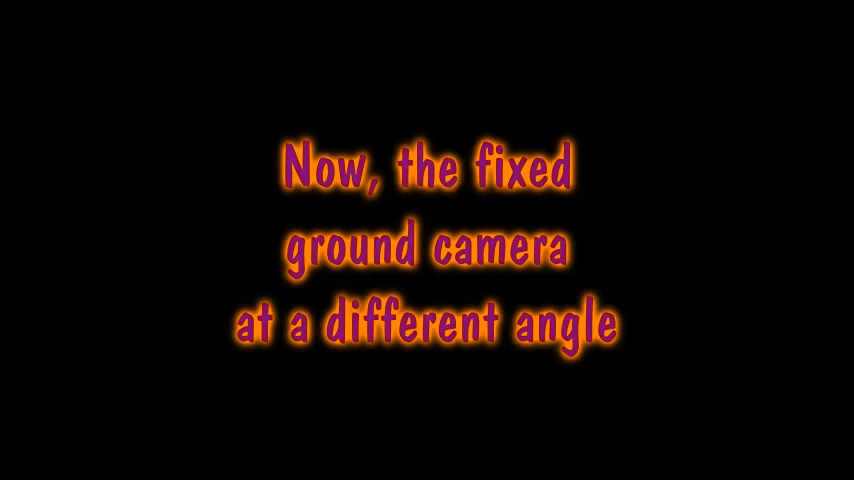 Now, the fixed
ground camera
at a different angle